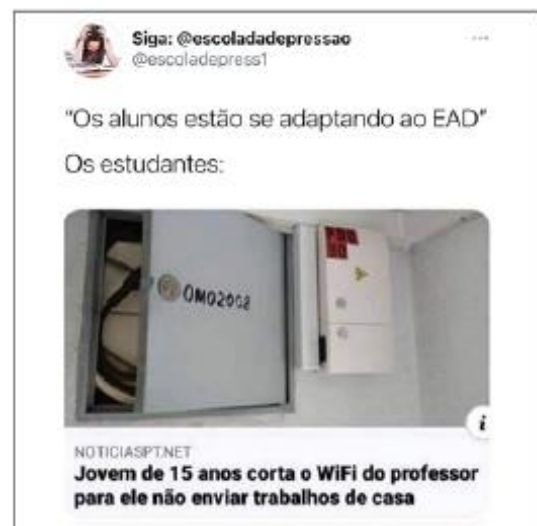 Siga: @escoladadepressao
@escoladepress1
"Os alunos estão se adaptando ao EAD"
Os estudantes:
OMO2008
i
NOTICIASPT.NET
Jovem de 15 anos corta o WiFi do professor
para ele não enviar trabalhos de casa